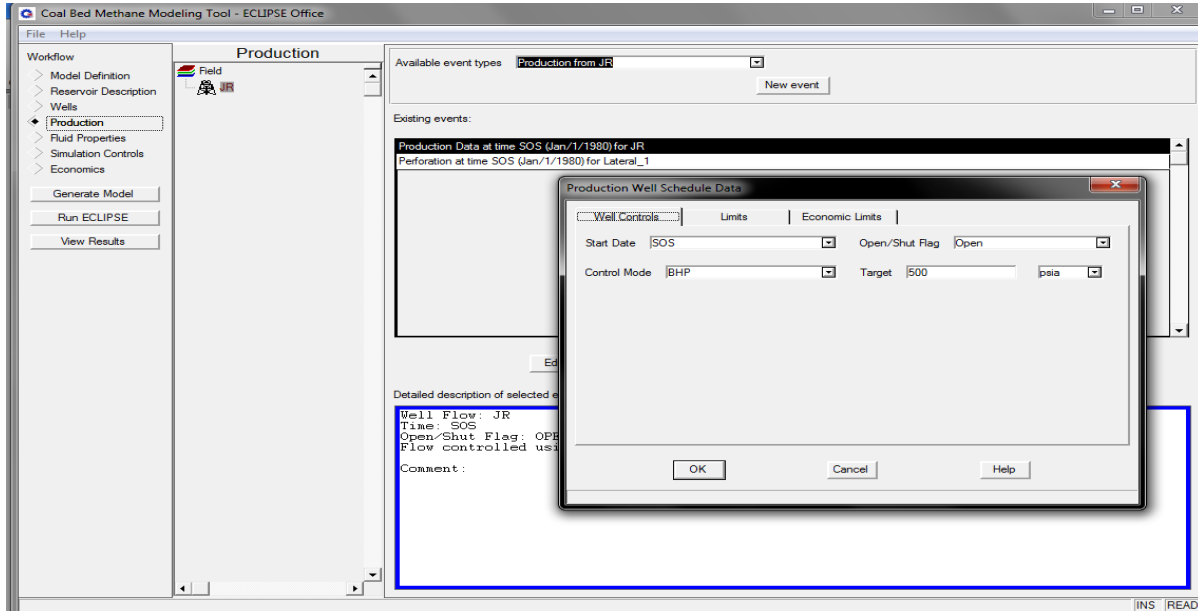 Coal Bed Methane Modeling Tool - ECLIPSE Office
File Help
Workflow
Model Definition
Reservoir Description
Wells
Production
Fluid Properties
Simulation Controls
Economics
Generate Model
Run ECLIPSE
View Results
Production
Field
JR
Available event types Production from JR
New event
Existing events:
Production Data at time SOS (Jan/1/1980) for JR
Perforation at time SOS (Jan/1/1980) for Lateral_1
Production Well Schedule Data
Well Controls Limits Economic Limits
Start Date SOS Open/Shut Flag Open
Control Mode BHP Target 500 psia
OK Cancel Help
Ed
Detailed description of selected e
Well Flow: JR
Time: SOS
Open/Shut Flag: OPE
Flow controlled usi
Comment:
INS READ